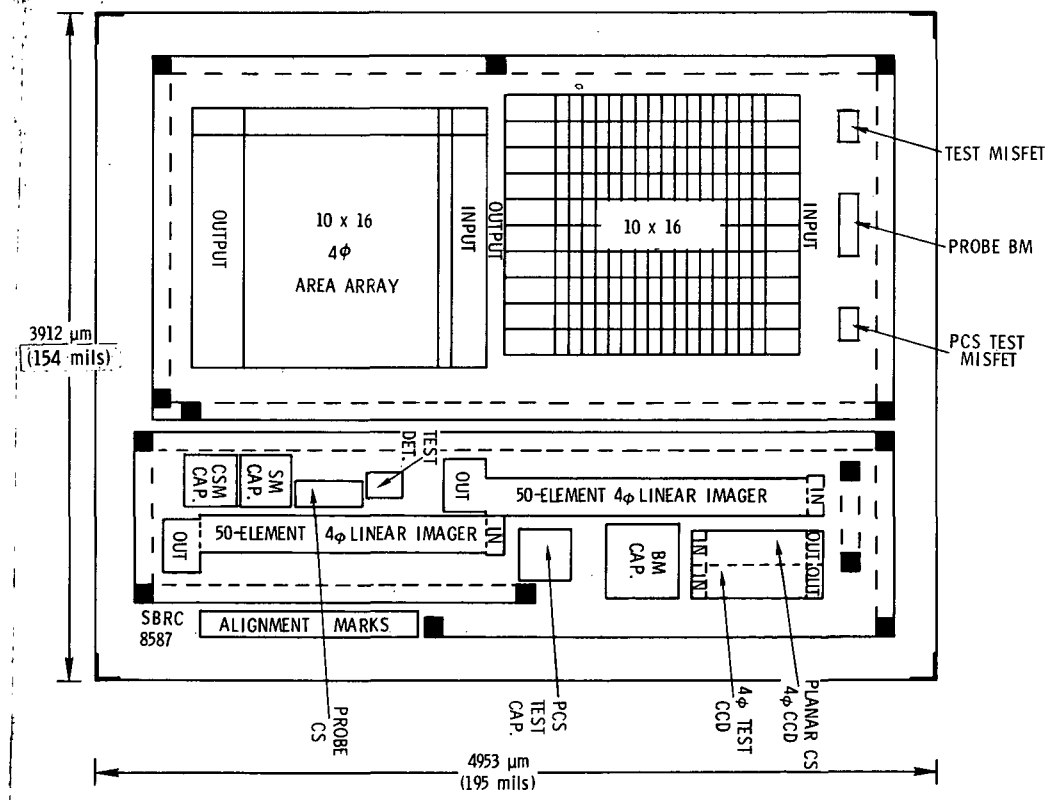 TEST MISFET
PROBE BM
PCS TEST
MISFET
OUTPUT
10 x 16
4φ
AREA ARRAY
INPUT
OUTPUT
10 x 16
INPUT
3912 μm
(154 mils)
CSM
CAP.
SM
CAP.
TEST
DET.
OUT
50-ELEMENT 4φ LINEAR IMAGER
IN
OUT
50-ELEMENT 4φ LINEAR IMAGER
IN
BM
CAP.
IN
IN
OUT
OUT
SBRC
8587
ALIGNMENT MARKS
PROBE
CS
PCS
TEST
CAP.
4φ TEST
CCD
PLANAR CS
4φ CCD
4953 μm
(195 mils)